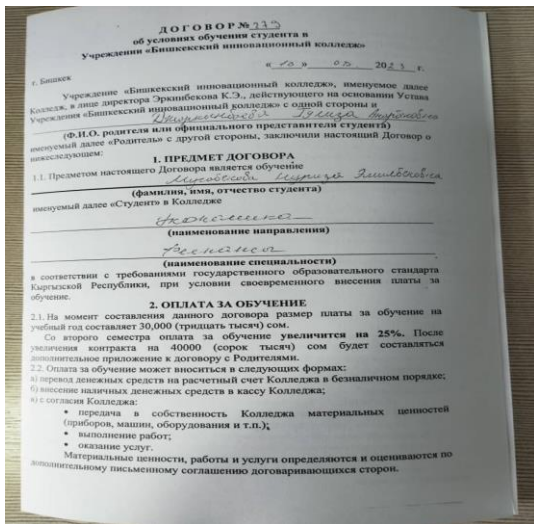 ДОГОВОР № 279
об условиях обучения студента в
Учреждении «Бишкекский инновационный колледж»
г. Бишкек
« 10 » 2023 г.
Учреждение «Бишкекский инновационный колледж», именуемое далее
Колледж, в лице директора Эркинбекова К.Э., действующего на основании Устава
Учреждения «Бишкекский инновационный колледж» с одной стороны и
(Ф.И.О. родителя или официального представителя студента)
именуемый далее «Родитель» с другой стороны, заключили настоящий Договор о
нижеследующем:
1. ПРЕДМЕТ ДОГОВОРА
1.1. Предметом настоящего Договора является обучение
(фамилия, имя, отчество студента)
именуемый далее «Студент» в Колледже
Экономика
(наименование направления)
Финансы
(наименование специальности)
в соответствии с требованиями государственного образовательного стандарта
Кыргызской Республики, при условии своевременного внесения платы за
обучение.
2. ОПЛАТА ЗА ОБУЧЕНИЕ
2.1. На момент составления данного договора размер платы за обучение на
учебный год составляет 30,000 (тридцать тысяч) сом.
Со второго семестра оплата за обучение увеличится на 25%. После
увеличения контракта на 40000 (сорок тысяч) сом будет составляться
дополнительное приложение к договору с Родителями.
2.2. Оплата за обучение может вноситься в следующих формах:
а) перевод денежных средств на расчетный счет Колледжа в безналичном порядке;
б) внесение наличных денежных средств в кассу Колледжа;
в) с согласия Колледжа:
• передача в собственность Колледжа материальных ценностей
(приборов, машин, оборудования и т.п.);
• выполнение работ;
• оказание услуг.
Материальные ценности, работы и услуги определяются и оцениваются по
дополнительному письменному соглашению договаривающихся сторон.